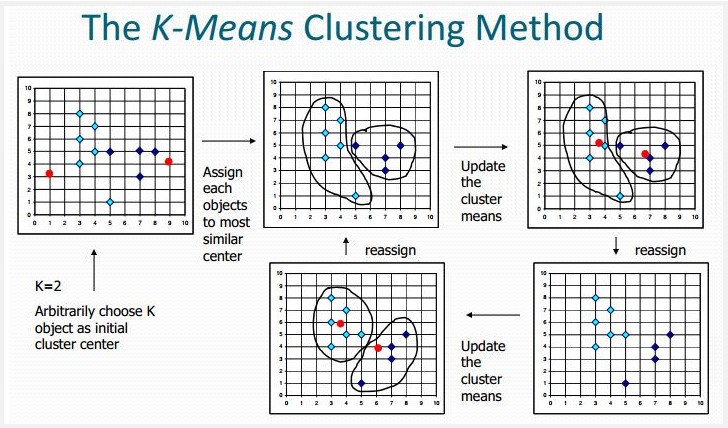 The K-Means Clustering Method
10
9
8
7
6
5
4
3
2
1
0
0 1 2 3 4 5 6 7 8 9 10
K=2
Arbitrarily choose K
object as initial
cluster center
Assign
each
objects
to most
similar
center
10
9
8
7
6
5
4
3
2
1
0
0 1 2 3 4 5 6 7 8 9 10
Update
the
cluster
means
10
9
8
7
6
5
4
3
2
1
0
0 1 2 3 4 5 6 7 8 9 10
reassign
reassign
10
9
8
7
6
5
4
3
2
1
0
0 1 2 3 4 5 6 7 8 9 10
Update
the
cluster
means
10
9
8
7
6
5
4
3
2
1
0
0 1 2 3 4 5 6 7 8 9 10